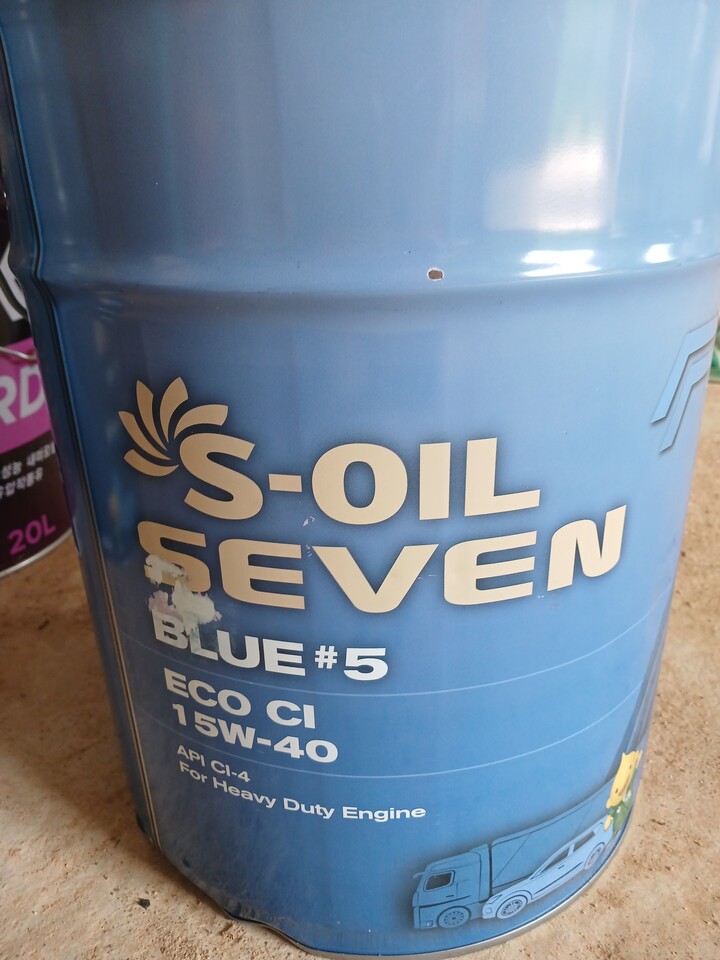 S-OIL
SEVEN
BLUE #5
ECO CI
15W-40
API CI-4
For Heavy Duty Engine
RD
20L